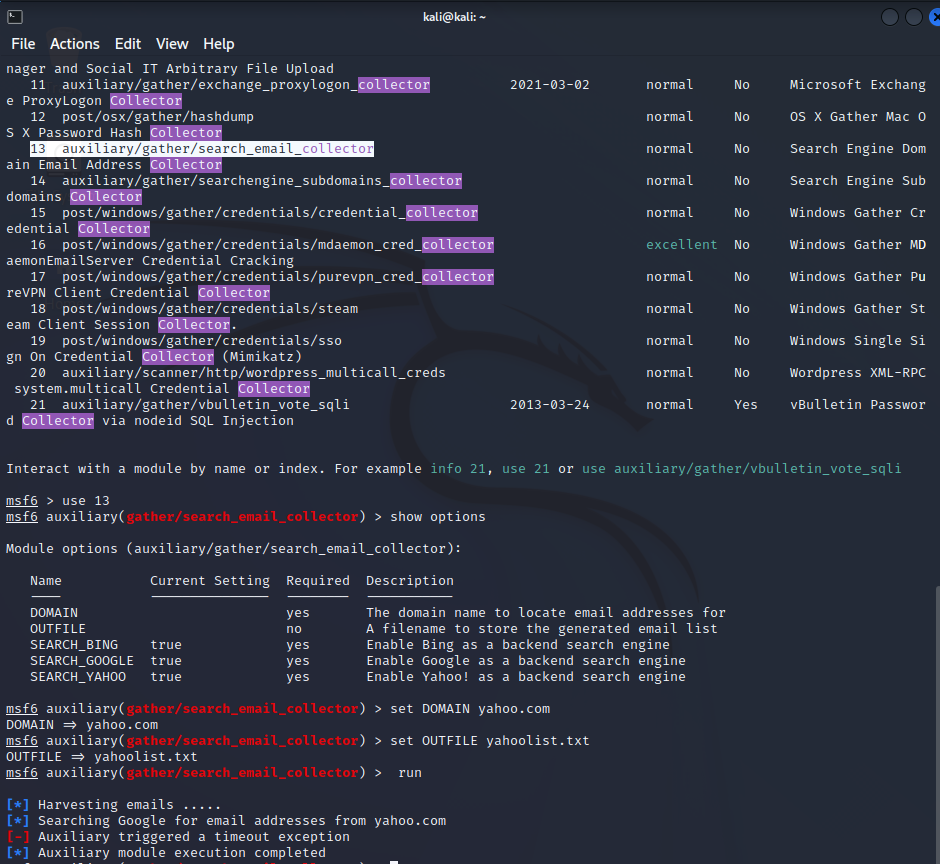 kali@kali: ~
File Actions Edit View Help
nager and Social IT Arbitrary File Upload
11 auxiliary/gather/exchange_proxylogon_collector 2021-03-02 normal No Microsoft Exchang
e ProxyLogon Collector
12 post/osx/gather/hashdump normal No OS X Gather Mac O
S X Password Hash Collector
13 auxiliary/gather/search_email_collector normal No Search Engine Dom
ain Email Address Collector
14 auxiliary/gather/searchengine_subdomains_collector normal No Search Engine Sub
domains Collector
15 post/windows/gather/credentials/credential_collector normal No Windows Gather Cr
edential Collector
16 post/windows/gather/credentials/mdaemon_cred_collector excellent No Windows Gather MD
aemonEmailServer Credential Cracking
17 post/windows/gather/credentials/purevpn_cred_collector normal No Windows Gather Pu
reVPN Client Credential Collector
18 post/windows/gather/credentials/steam normal No Windows Gather St
eam Client Session Collector.
19 post/windows/gather/credentials/sso normal No Windows Single Si
gn On Credential Collector (Mimikatz)
20 auxiliary/scanner/http/wordpress_multicall_creds normal No Wordpress XML-RPC
system.multicall Credential Collector
21 auxiliary/gather/vbulletin_vote_sqli 2013-03-24 normal Yes vBulletin Passwor
d Collector via nodeid SQL Injection
Interact with a module by name or index. For example info 21, use 21 or use auxiliary/gather/vbulletin_vote_sqli
msf6 > use 13
msf6 auxiliary(gather/search_email_collector) > show options
Module options (auxiliary/gather/search_email_collector):
Name Current Setting Required Description
DOMAIN yes The domain name to locate email addresses for
OUTFILE no A filename to store the generated email list
SEARCH_BING true yes Enable Bing as a backend search engine
SEARCH_GOOGLE true yes Enable Google as a backend search engine
SEARCH_YAHOO true yes Enable Yahoo! as a backend search engine
msf6 auxiliary(gather/search_email_collector) > set DOMAIN yahoo.com
DOMAIN => yahoo.com
msf6 auxiliary(gather/search_email_collector) > set OUTFILE yahoolist.txt
OUTFILE => yahoolist.txt
msf6 auxiliary(gather/search_email_collector) > run
[*] Harvesting emails .....
[*] Searching Google for email addresses from yahoo.com
[-] Auxiliary triggered a timeout exception
[*] Auxiliary module execution completed